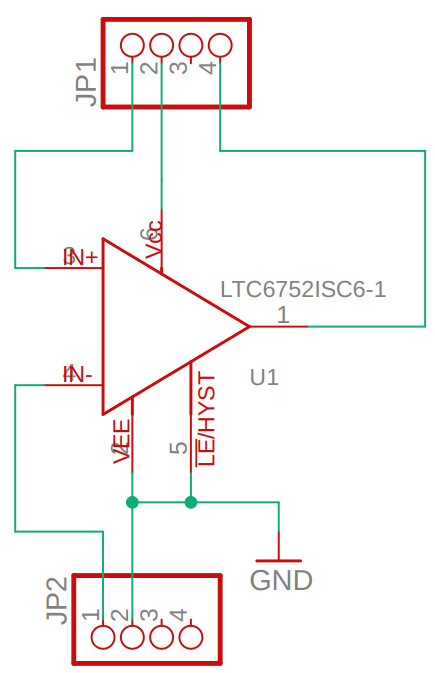 JP1
1 2 3 4
6
Vcc
3
IN+
LTC6752ISC6-1
1
4
IN-
U1
2
VEE
5
LE/HYST
GND
JP2
1 2 3 4